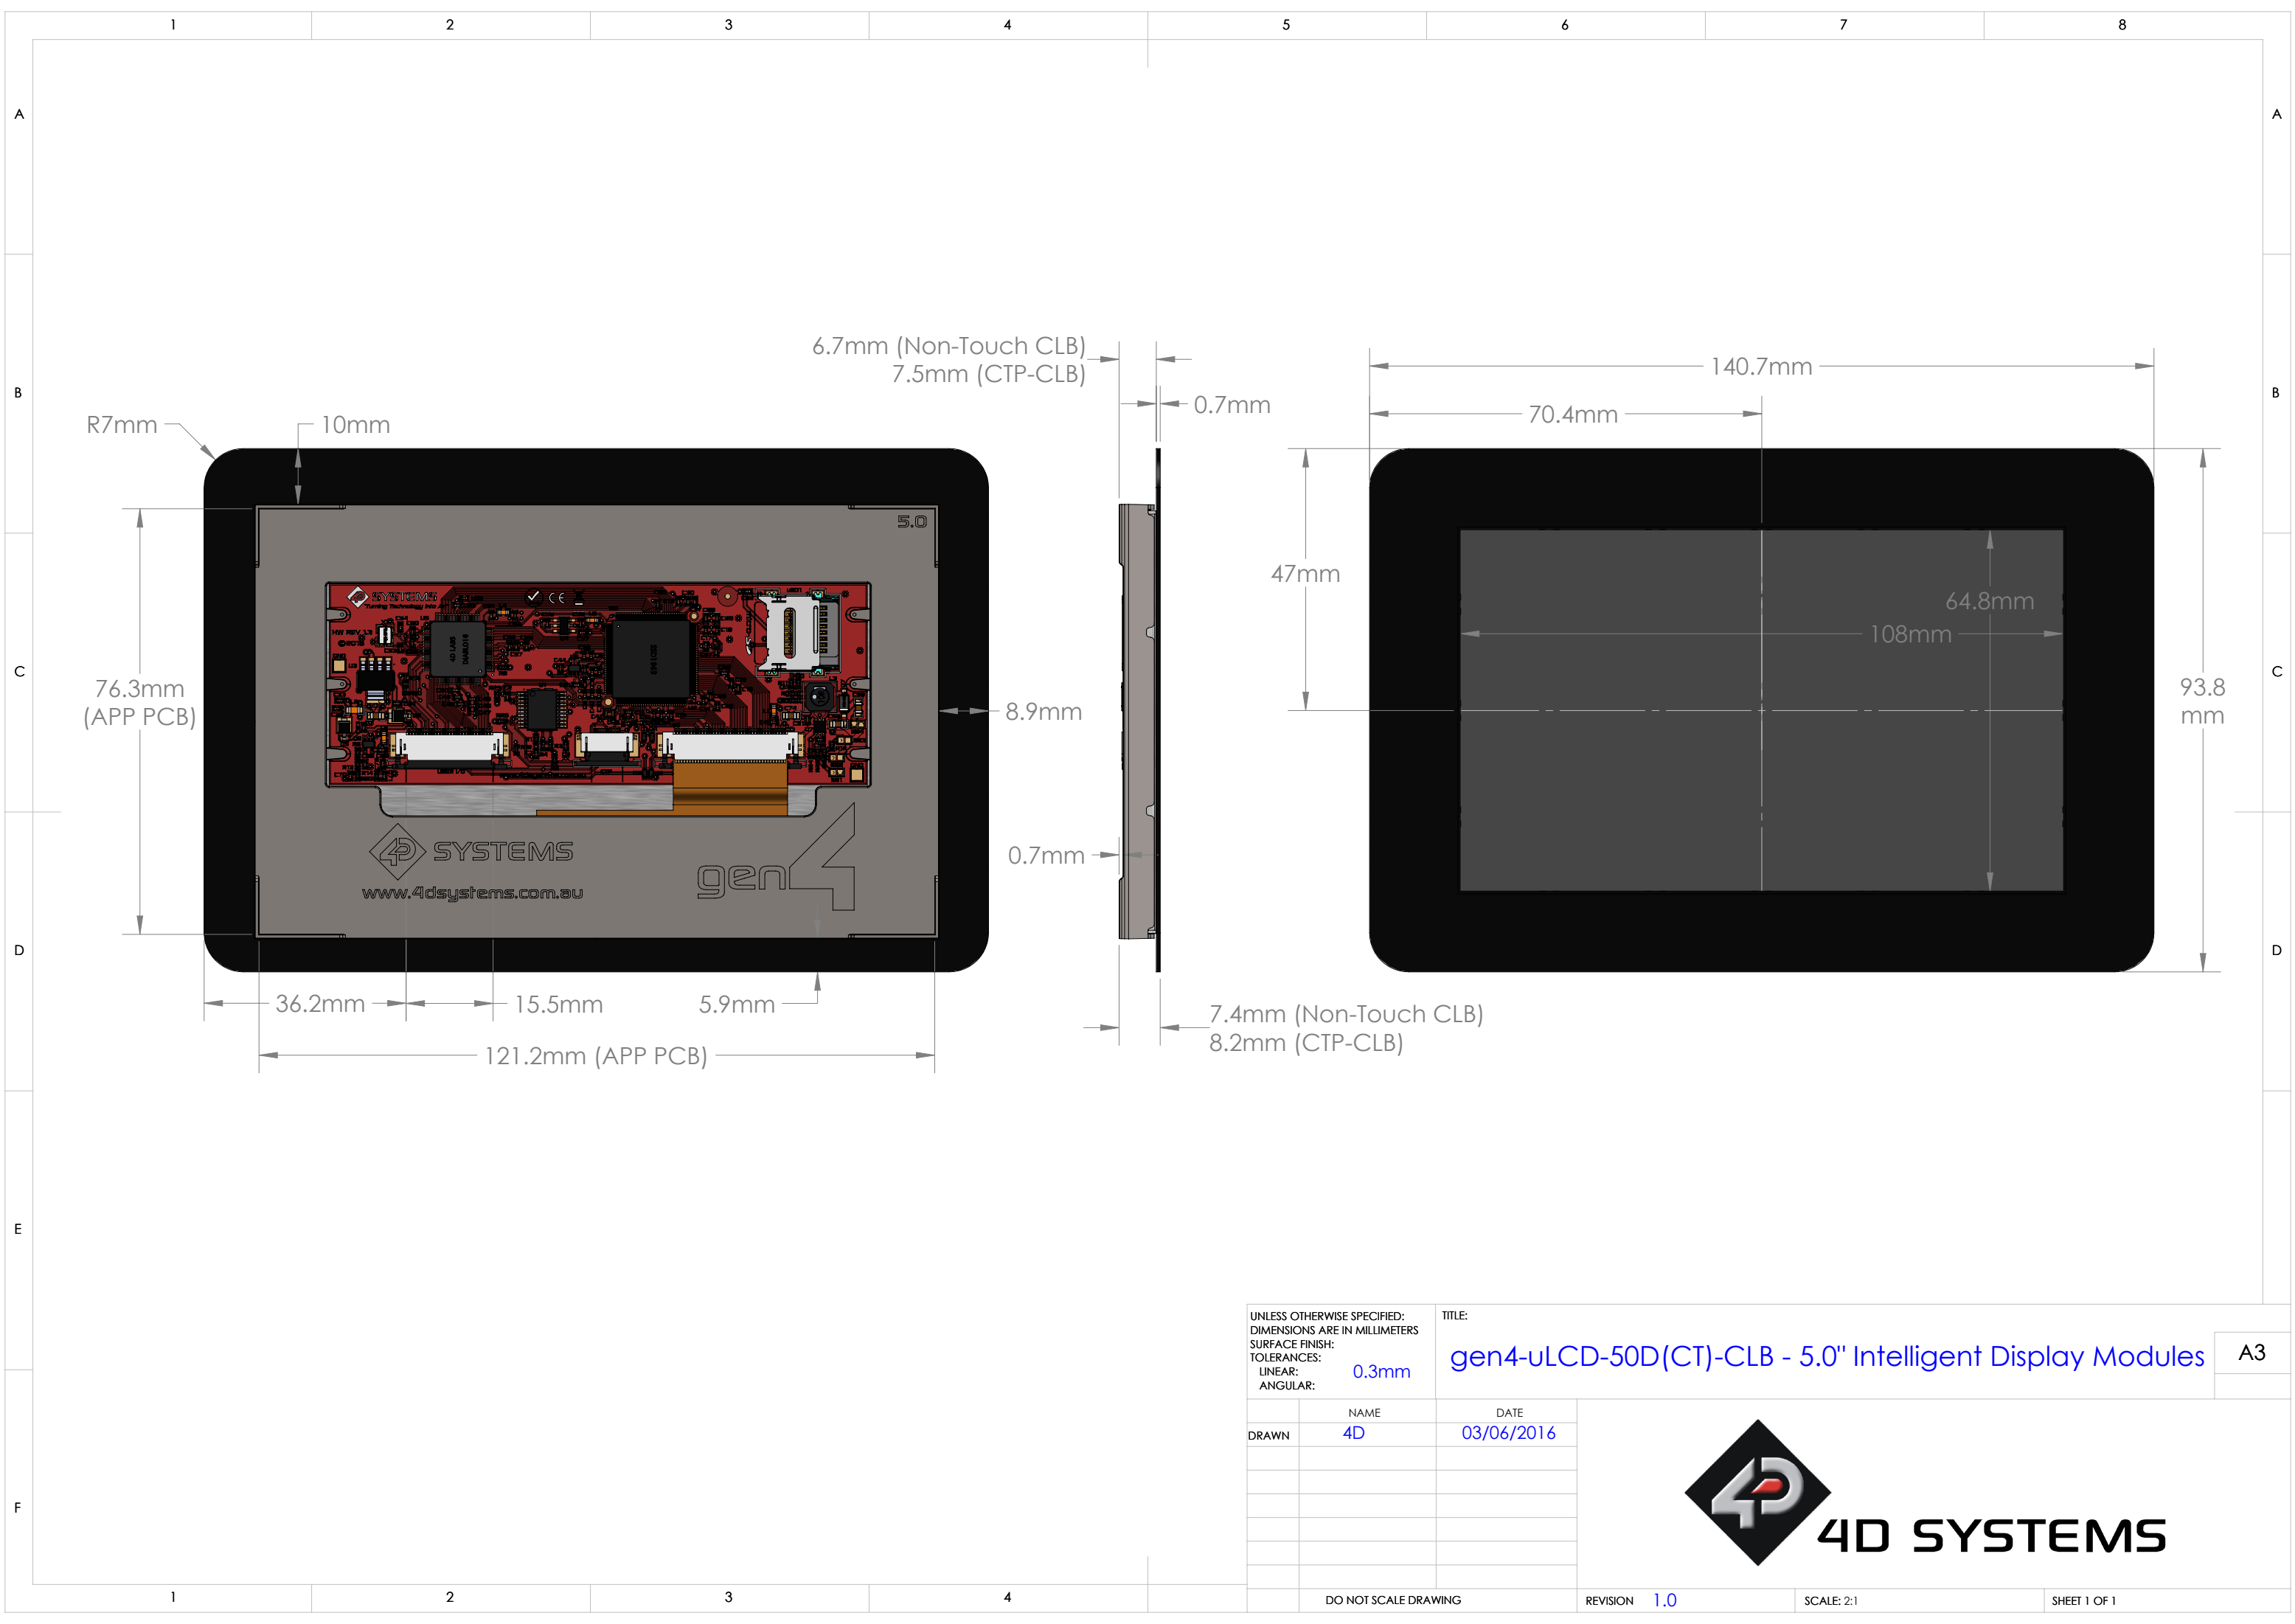 1 2 3 4 5 6 7 8
A A
B B
C C
D D
E E
F
6.7mm (Non-Touch CLB)
7.5mm (CTP-CLB)
0.7mm
R7mm
10mm
5.0
SYSTEMS
CE
76.3mm
(APP PCB)
8.9mm
0.7mm
4D SYSTEMS
www.4dsystems.com.au
gen4
36.2mm
15.5mm
5.9mm
121.2mm (APP PCB)
7.4mm (Non-Touch CLB)
8.2mm (CTP-CLB)
140.7mm
70.4mm
47mm
64.8mm
108mm
93.8
mm
UNLESS OTHERWISE SPECIFIED:
DIMENSIONS ARE IN MILLIMETERS
SURFACE FINISH:
TOLERANCES:
LINEAR: 0.3mm
ANGULAR:
TITLE:
gen4-uLCD-50D(CT)-CLB - 5.0" Intelligent Display Modules
A3
NAME DATE
DRAWN 4D 03/06/2016
4D SYSTEMS
DO NOT SCALE DRAWING
REVISION 1.0
SCALE: 2:1
SHEET 1 OF 1
1 2 3 4